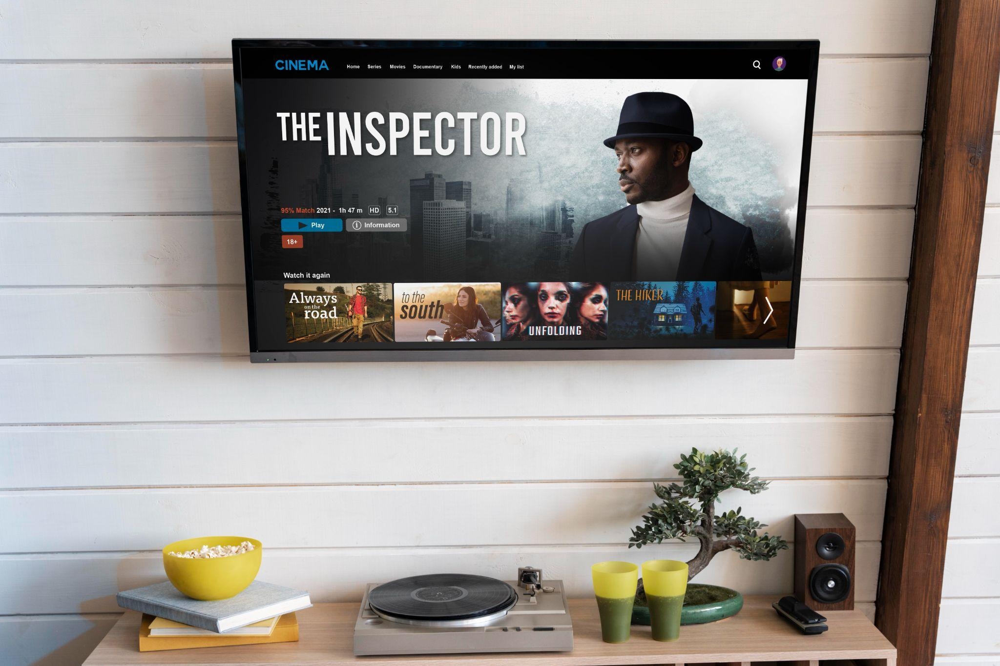 CINEMA Home Series Movies Documentary Kids Recently added My list
THE INSPECTOR
95% Match 2021 - 1h 47 m HD 5.1
Play Information
18+
Watch it again
Always
on the
road
to the
south
UNFOLDING
THE HIKER